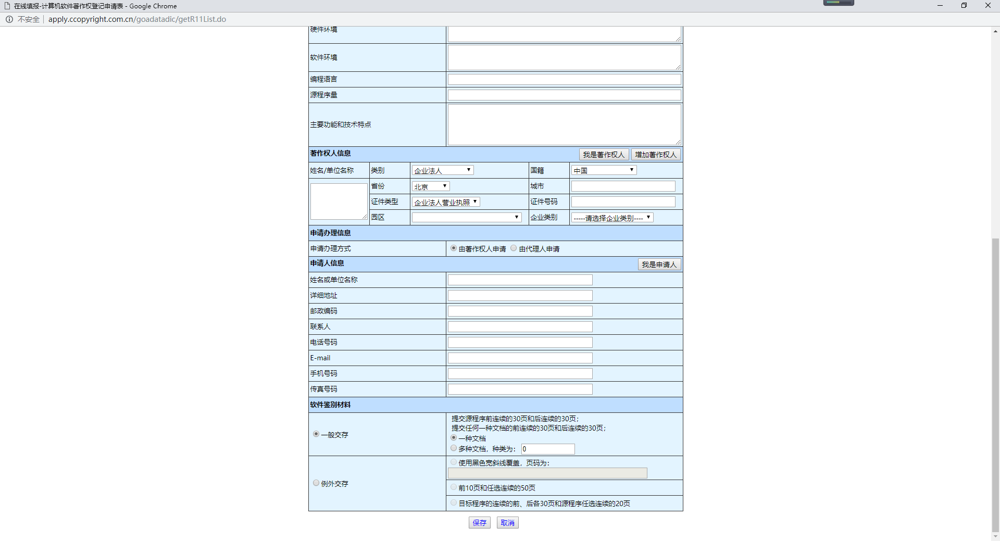 在线填报-计算机软件著作权登记申请表 - Google Chrome
不安全 apply.ccopyright.com.cn/goadatadic/getR11List.do
硬件环境
软件环境
编程语言
源程序量
主要功能和技术特点
著作权人信息 我是著作权人 增加著作权人
姓名/单位名称 类别 企业法人 国籍 中国
省份 北京 城市
证件类型 企业法人营业执照 证件号码
园区 企业类别 -----请选择企业类别----
申请办理信息
申请办理方式 由著作权人申请 由代理人申请
申请人信息 我是申请人
姓名或单位名称
详细地址
邮政编码
联系人
电话号码
E-mail
手机号码
传真号码
软件鉴别材料
提交源程序前连续的30页和后连续的30页;
提交任何一种文档的前连续的30页和后连续的30页;
一般交存
一种文档
多种文档，种类为： 0
使用黑色宽斜线覆盖，页码为：
例外交存
前10页和任选连续的50页
目标程序的连续的前、后各30页和源程序任选连续的20页
保存 取消